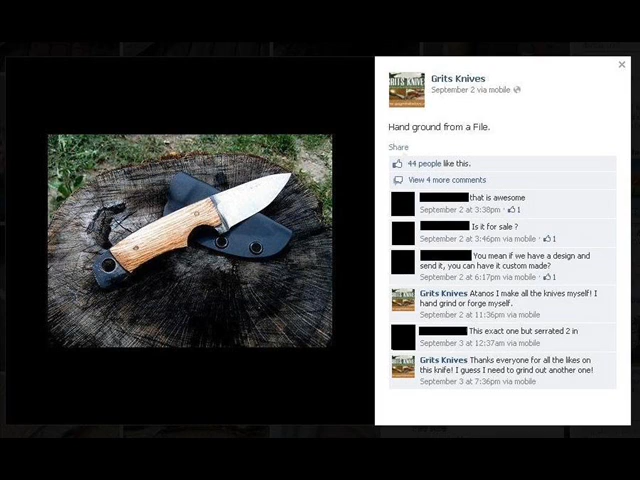 ×
GRITS KNIVES
Grits Knives
September 2 via mobile
Hand ground from a File.
Share
44 people like this.
View 4 more comments
that is awesome
September 2 at 3:38pm · 1
Is it for sale ?
September 2 at 3:46pm via mobile · 1
You mean if we have a design and
send it, you can have it custom made?
September 2 at 6:17pm via mobile · 1
Grits Knives Atanos I make all the knives myself! I
hand grind or forge myself.
September 2 at 11:36pm via mobile
This exact one but serrated 2 in
September 3 at 12:37am via mobile
Grits Knives Thanks everyone for all the likes on
this knife! I guess I need to grind out another one!
September 3 at 7:36pm via mobile